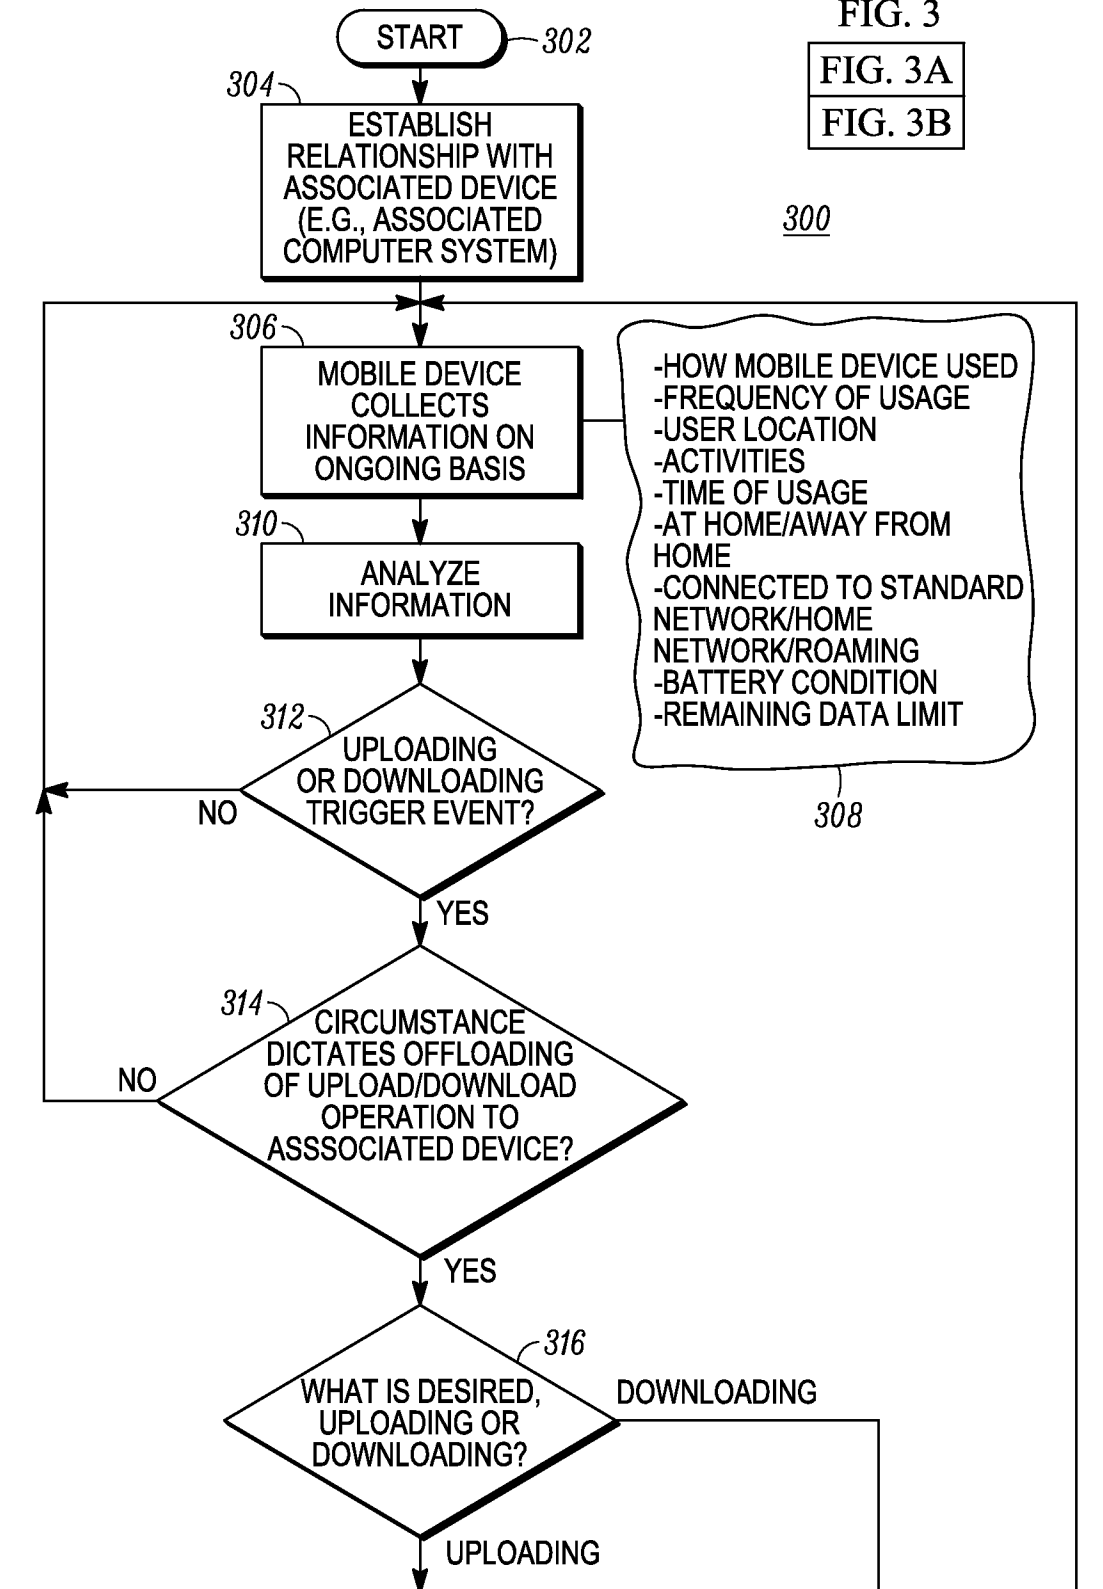 FIG. 3
FIG. 3A
FIG. 3B
300
START
302
304
ESTABLISH
RELATIONSHIP WITH
ASSOCIATED DEVICE
(E.G., ASSOCIATED
COMPUTER SYSTEM)
306
MOBILE DEVICE
COLLECTS
INFORMATION ON
ONGOING BASIS
-HOW MOBILE DEVICE USED
-FREQUENCY OF USAGE
-USER LOCATION
-ACTIVITIES
-TIME OF USAGE
-AT HOME/AWAY FROM
HOME
-CONNECTED TO STANDARD
NETWORK/HOME
NETWORK/ROAMING
-BATTERY CONDITION
-REMAINING DATA LIMIT
308
310
ANALYZE
INFORMATION
312
UPLOADING
OR DOWNLOADING
TRIGGER EVENT?
NO
YES
314
CIRCUMSTANCE
DICTATES OFFLOADING
OF UPLOAD/DOWNLOAD
OPERATION TO
ASSSOCIATED DEVICE?
NO
YES
316
WHAT IS DESIRED,
UPLOADING OR
DOWNLOADING?
DOWNLOADING
UPLOADING